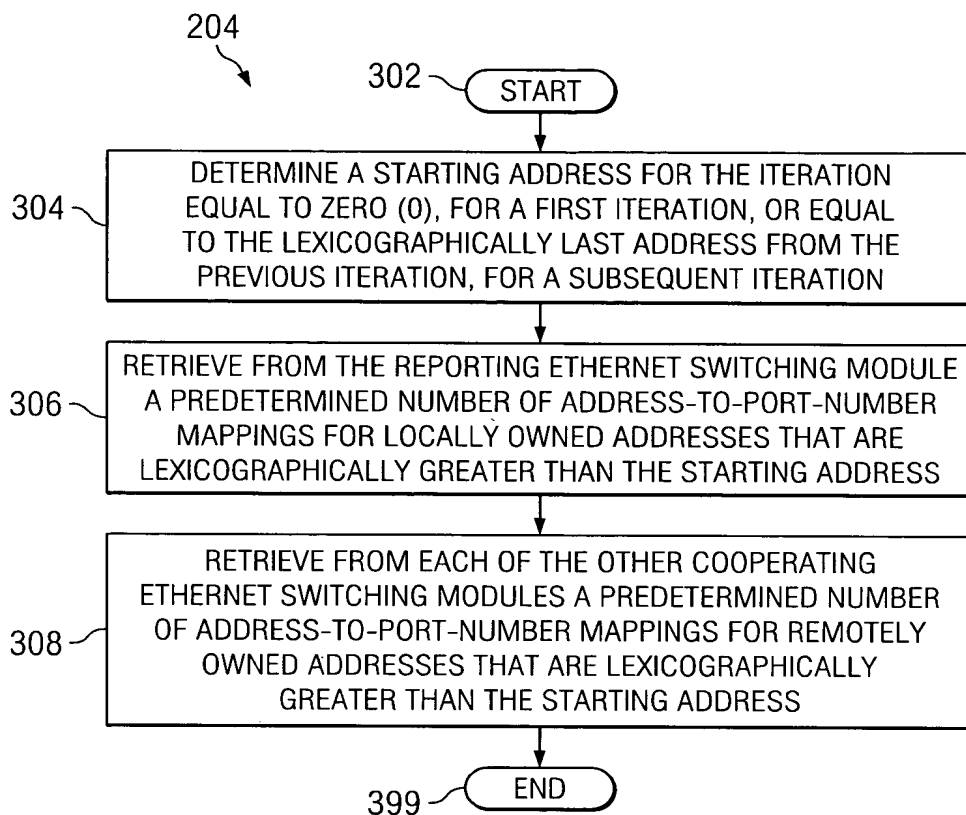 204
302
START
304
DETERMINE A STARTING ADDRESS FOR THE ITERATION
EQUAL TO ZERO (0), FOR A FIRST ITERATION, OR EQUAL
TO THE LEXICOGRAPHICALLY LAST ADDRESS FROM THE
PREVIOUS ITERATION, FOR A SUBSEQUENT ITERATION
306
RETRIEVE FROM THE REPORTING ETHERNET SWITCHING MODULE
A PREDETERMINED NUMBER OF ADDRESS-TO-PORT-NUMBER
MAPPINGS FOR LOCALLY OWNED ADDRESSES THAT ARE
LEXICOGRAPHICALLY GREATER THAN THE STARTING ADDRESS
308
RETRIEVE FROM EACH OF THE OTHER COOPERATING
ETHERNET SWITCHING MODULES A PREDETERMINED NUMBER
OF ADDRESS-TO-PORT-NUMBER MAPPINGS FOR REMOTELY
OWNED ADDRESSES THAT ARE LEXICOGRAPHICALLY
GREATER THAN THE STARTING ADDRESS
399
END